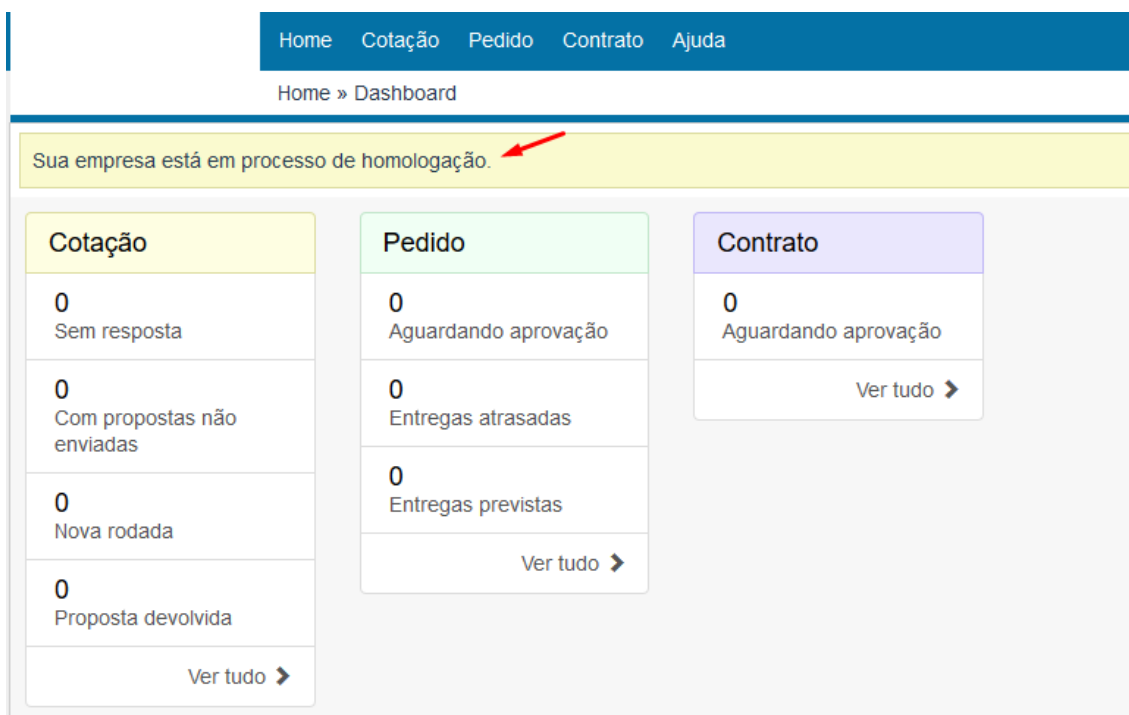 Home Cotação Pedido Contrato Ajuda
Home » Dashboard
Sua empresa está em processo de homologação.
Cotação
0
Sem resposta
0
Com propostas não
enviadas
0
Nova rodada
0
Proposta devolvida
Ver tudo
Pedido
0
Aguardando aprovação
0
Entregas atrasadas
0
Entregas previstas
Ver tudo
Contrato
0
Aguardando aprovação
Ver tudo